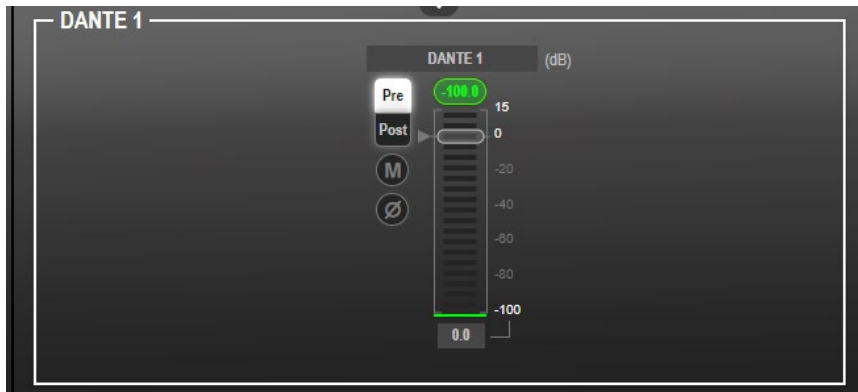 DANTE 1
DANTE 1 (dB)
Pre -100.0
15
Post 0
M -20
Ø -40
-60
-80
-100
0.0